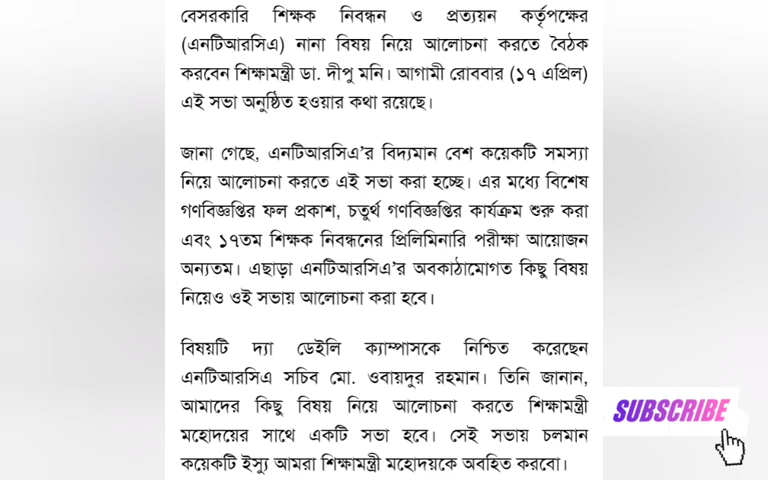 বেসরকারি শিক্ষক নিবন্ধন ও প্রত্যয়ন কর্তৃপক্ষের
(এনটিআরসিএ) নানা বিষয় নিয়ে আলোচনা করতে বৈঠক
করবেন শিক্ষামন্ত্রী ডা. দীপু মনি। আগামী রোববার (১৭ এপ্রিল)
এই সভা অনুষ্ঠিত হওয়ার কথা রয়েছে।
জানা গেছে, এনটিআরসিএ’র বিদ্যমান বেশ কয়েকটি সমস্যা
নিয়ে আলোচনা করতে এই সভা করা হচ্ছে। এর মধ্যে বিশেষ
গণবিজ্ঞপ্তির ফল প্রকাশ, চতুর্থ গণবিজ্ঞপ্তির কার্যক্রম শুরু করা
এবং ১৭তম শিক্ষক নিবন্ধনের প্রিলিমিনারি পরীক্ষা আয়োজন
অন্যতম। এছাড়া এনটিআরসিএ’র অবকাঠামোগত কিছু বিষয়
নিয়েও ওই সভায় আলোচনা করা হবে।
বিষয়টি দ্যা ডেইলি ক্যাম্পাসকে নিশ্চিত করেছেন
এনটিআরসিএ সচিব মো. ওবায়দুর রহমান। তিনি জানান,
আমাদের কিছু বিষয় নিয়ে আলোচনা করতে শিক্ষামন্ত্রী
মহোদয়ের সাথে একটি সভা হবে। সেই সভায় চলমান
কয়েকটি ইস্যু আমরা শিক্ষামন্ত্রী মহোদয়কে অবহিত করবো।
SUBSCRIBE